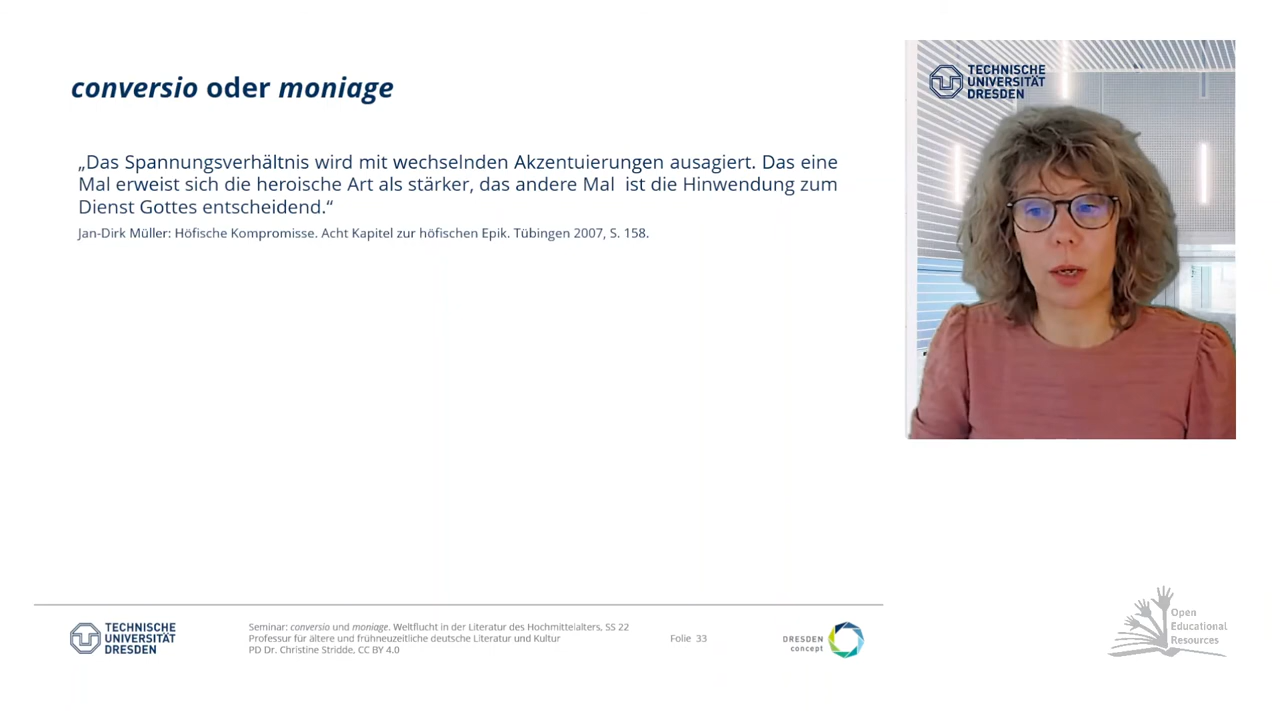 conversio oder moniage
„Das Spannungsverhältnis wird mit wechselnden Akzentuierungen ausagiert. Das eine
Mal erweist sich die heroische Art als stärker, das andere Mal ist die Hinwendung zum
Dienst Gottes entscheidend.“
Jan-Dirk Müller: Höfische Kompromisse. Acht Kapitel zur höfischen Epik. Tübingen 2007, S. 158.
TECHNISCHE
UNIVERSITÄT
DRESDEN
TECHNISCHE
UNIVERSITÄT
DRESDEN
Seminar: conversio und moniage. Weltflucht in der Literatur des Hochmittelalters, SS 22
Professur für ältere und frühneuzeitliche deutsche Literatur und Kultur
PD Dr. Christine Stridde, CC BY 4.0
Folie 33
DRESDEN
concept
Open
Educational
Resources